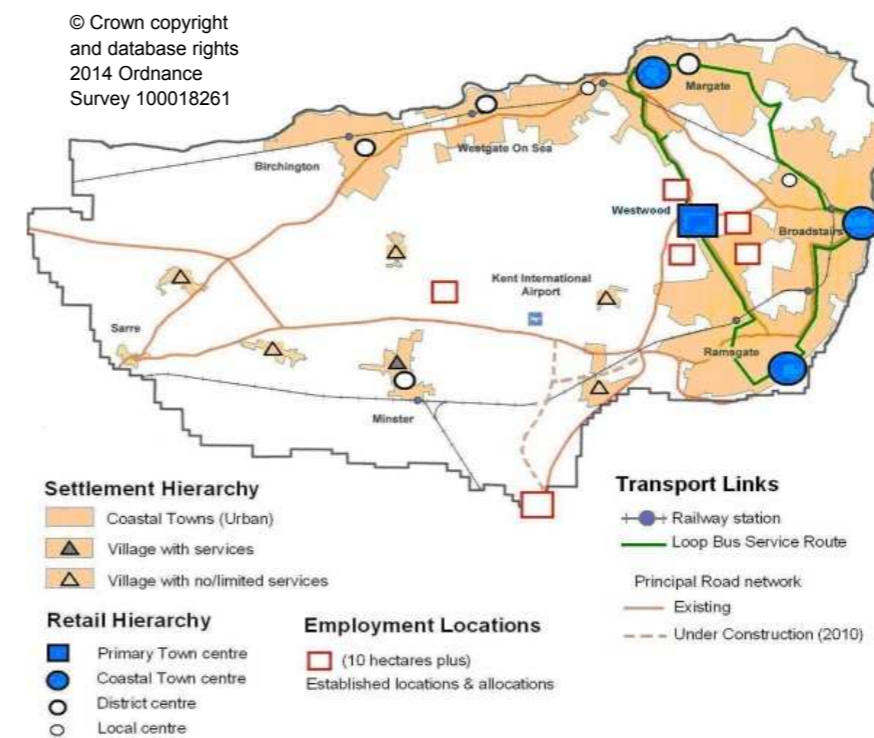 © Crown copyright
and database rights
2014 Ordnance
Survey 100018261
Margate
Birchington
Westgate On Sea
Westwood
Broadstairs
Kent International
Airport
Sarre
Ramsgate
Minster
Settlement Hierarchy
Coastal Towns (Urban)
Village with services
Village with no/limited services
Retail Hierarchy
Primary Town centre
Coastal Town centre
District centre
Local centre
Employment Locations
(10 hectares plus)
Established locations & allocations
Transport Links
Railway station
Loop Bus Service Route
Principal Road network
Existing
Under Construction (2010)